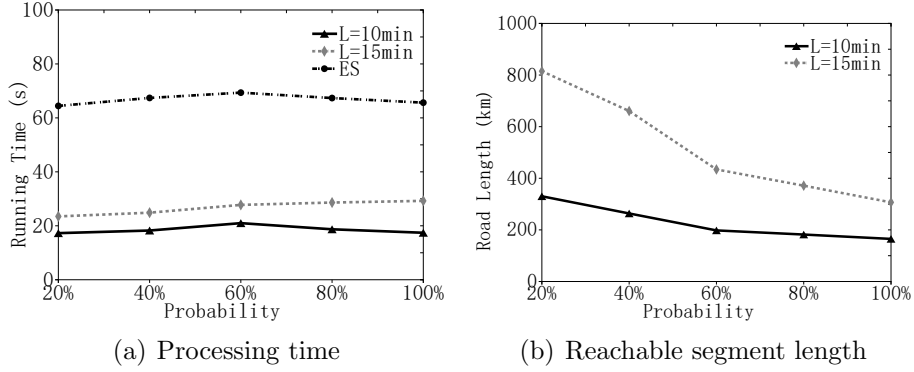 100
80
60
40
20
0
Running Time (s)
L=10min
L=15min
ES
20% 40% 60% 80% 100%
Probability
(a) Processing time
1000
800
600
400
200
0
Road Length (km)
L=10min
L=15min
20% 40% 60% 80% 100%
Probability
(b) Reachable segment length